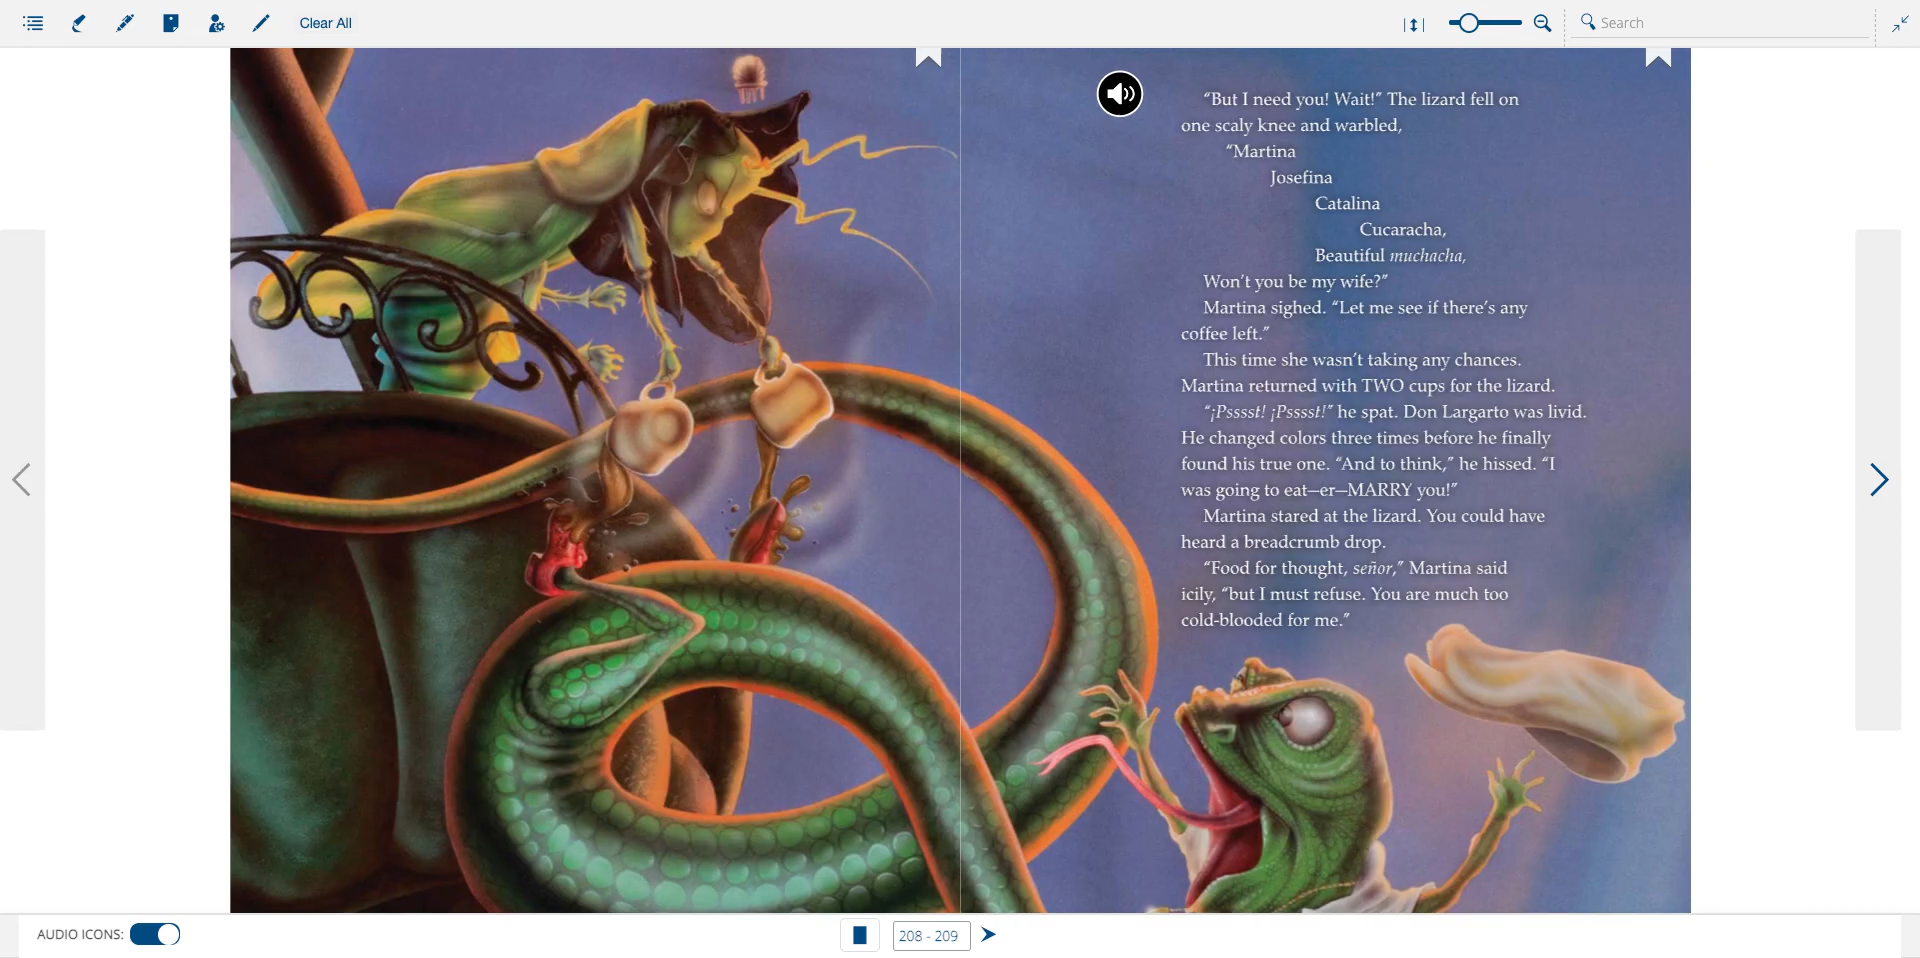 Clear All
Search
“But I need you! Wait!” The lizard fell on
one scaly knee and warbled,
“Martina
Josefina
Catalina
Cucaracha,
Beautiful muchacha,
Won’t you be my wife?”
Martina sighed. “Let me see if there’s any
coffee left.”
This time she wasn’t taking any chances.
Martina returned with TWO cups for the lizard.
“¡Psssst! ¡Psssst!” he spat. Don Largarto was livid.
He changed colors three times before he finally
found his true one. “And to think,” he hissed. “I
was going to eat—er—MARRY you!”
Martina stared at the lizard. You could have
heard a breadcrumb drop.
“Food for thought, señor,” Martina said
icily, “but I must refuse. You are much too
cold-blooded for me.”
AUDIO ICONS:
208 - 209